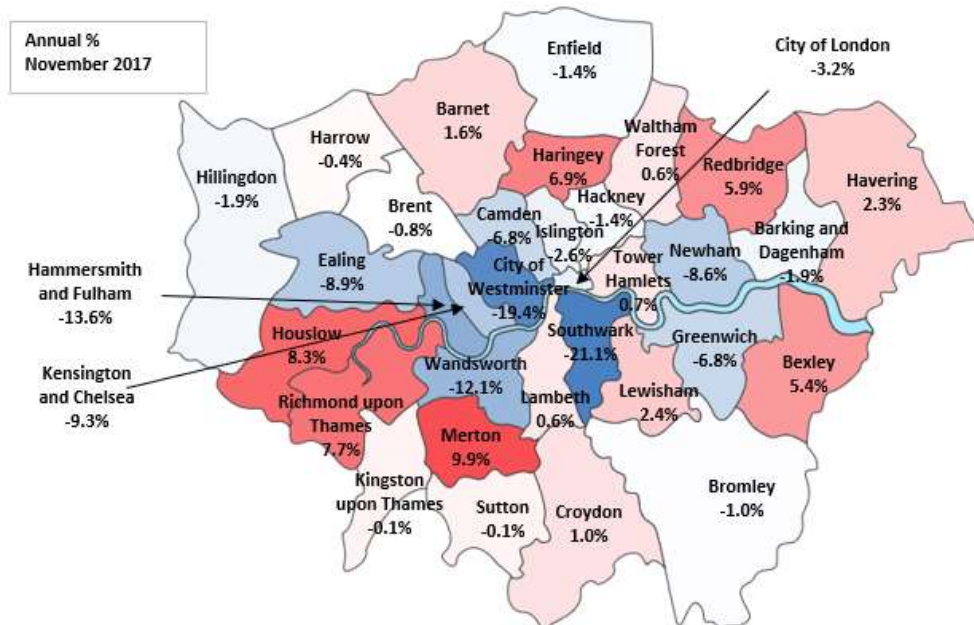 Annual %
November 2017
Enfield
-1.4%
City of London
-3.2%
Barnet
1.6%
Harrow
-0.4%
Haringey
6.9%
Waltham
Forest
0.6%
Redbridge
5.9%
Havering
2.3%
Hillingdon
-1.9%
Brent
-0.8%
Camden
-6.8%
Hackney
-1.4%
Islington
-2.6%
Barking and
Dagenham
-1.9%
Newham
-8.6%
Tower
Hamlets
0.7%
Ealing
-8.9%
City of
Westminster
-19.4%
Hammersmith
and Fulham
-13.6%
Kensington
and Chelsea
-9.3%
Houslow
8.3%
Southwark
-21.1%
Greenwich
-6.8%
Bexley
5.4%
Wandsworth
-12.1%
Lambeth
0.6%
Lewisham
2.4%
Richmond upon
Thames
7.7%
Merton
9.9%
Kingston
upon Thames
-0.1%
Sutton
-0.1%
Croydon
1.0%
Bromley
-1.0%